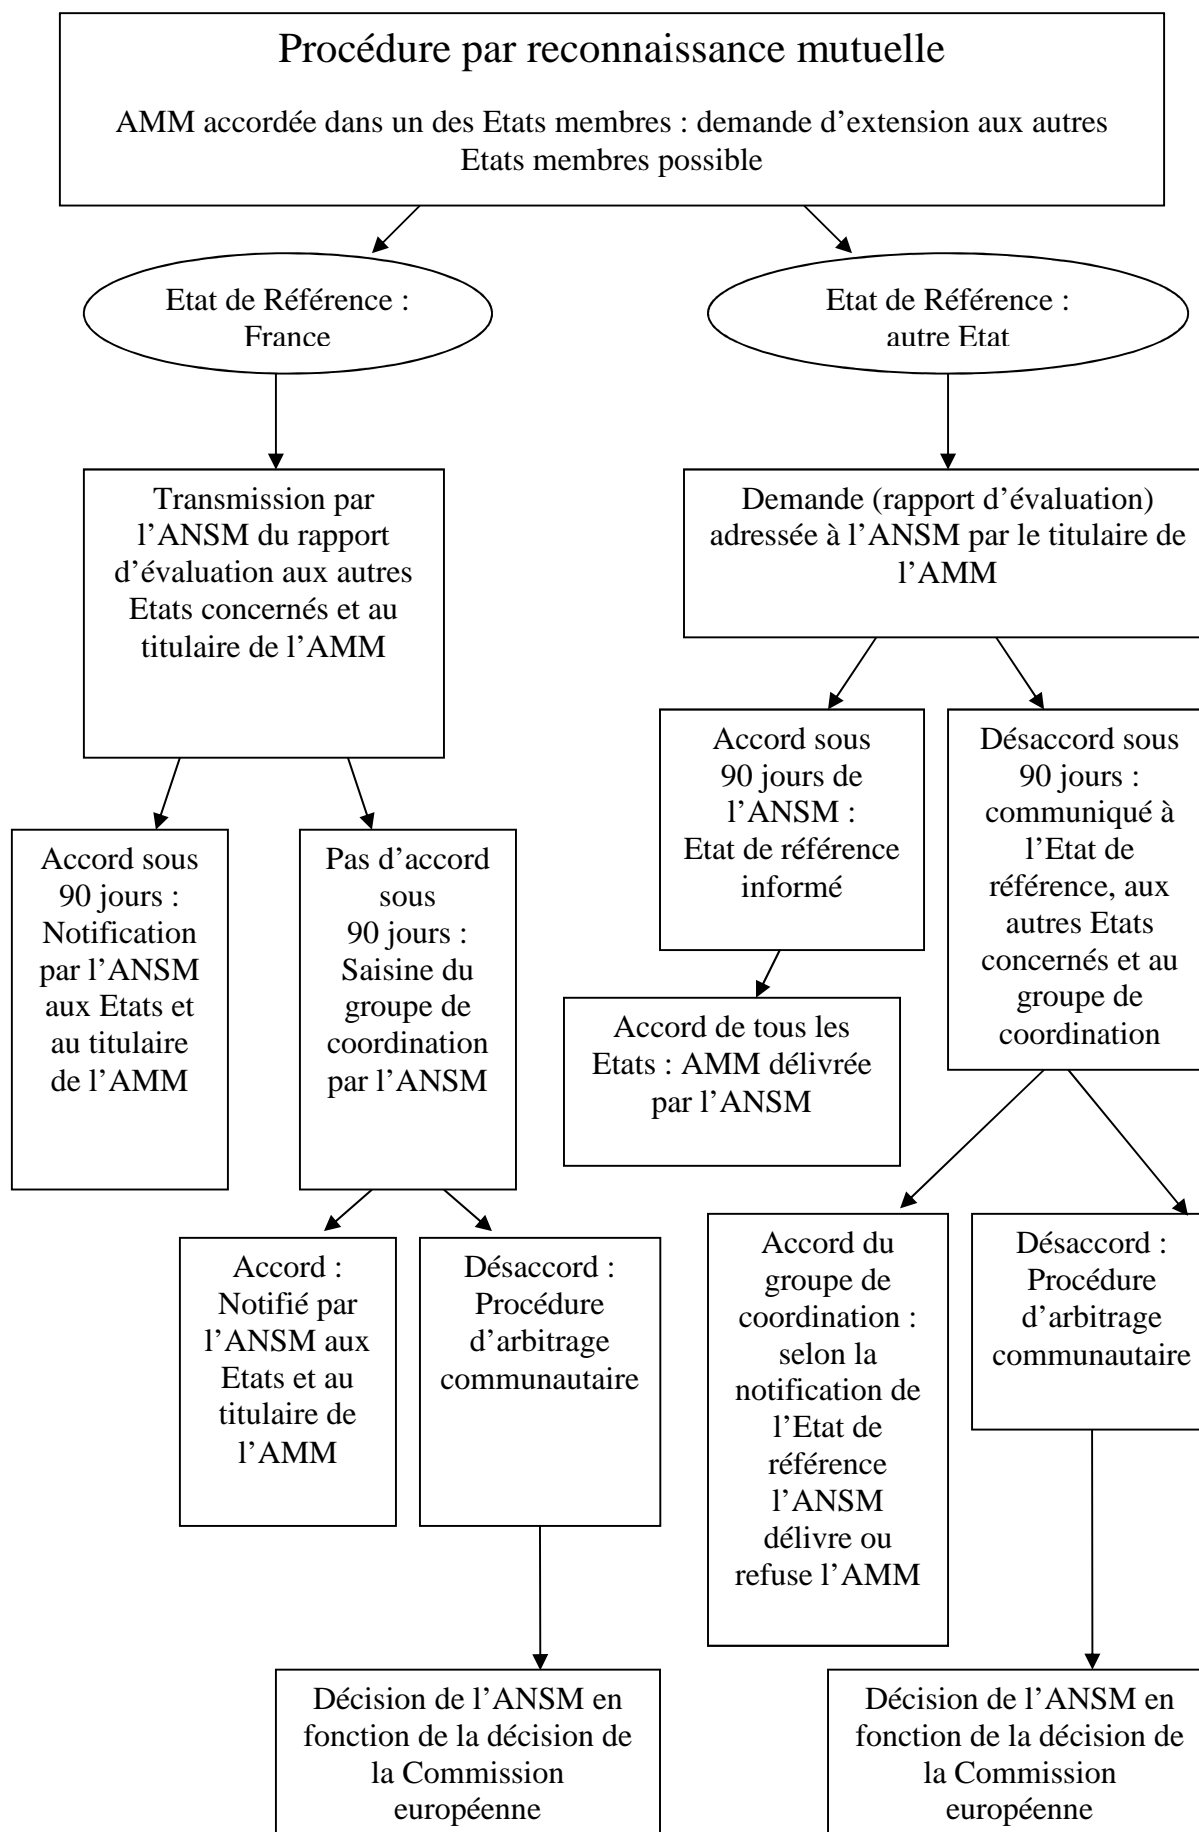 Procédure par reconnaissance mutuelle
AMM accordée dans un des Etats membres : demande d’extension aux autres
Etats membres possible
Etat de Référence :
France
Etat de Référence :
autre Etat
Transmission par
l’ANSM du rapport
d’évaluation aux autres
Etats concernés et au
titulaire de l’AMM
Demande (rapport d’évaluation)
adressée à l’ANSM par le titulaire de
l’AMM
Accord sous
90 jours :
Notification
par l’ANSM
aux Etats et
au titulaire
de l’AMM
Pas d’accord
sous
90 jours :
Saisine du
groupe de
coordination
par l’ANSM
Accord sous
90 jours de
l’ANSM :
Etat de référence
informé
Désaccord sous
90 jours :
communiqué à
l’Etat de
référence, aux
autres Etats
concernés et au
groupe de
coordination
Accord de tous les
Etats : AMM délivrée
par l’ANSM
Accord :
Notifié par
l’ANSM aux
Etats et au
titulaire de
l’AMM
Désaccord :
Procédure
d’arbitrage
communautaire
Accord du
groupe de
coordination :
selon la
notification de
l’Etat de
référence
l’ANSM
délivre ou
refuse l’AMM
Désaccord :
Procédure
d’arbitrage
communautaire
Décision de l’ANSM en
fonction de la décision de
la Commission
européenne
Décision de l’ANSM en
fonction de la décision de
la Commission
européenne